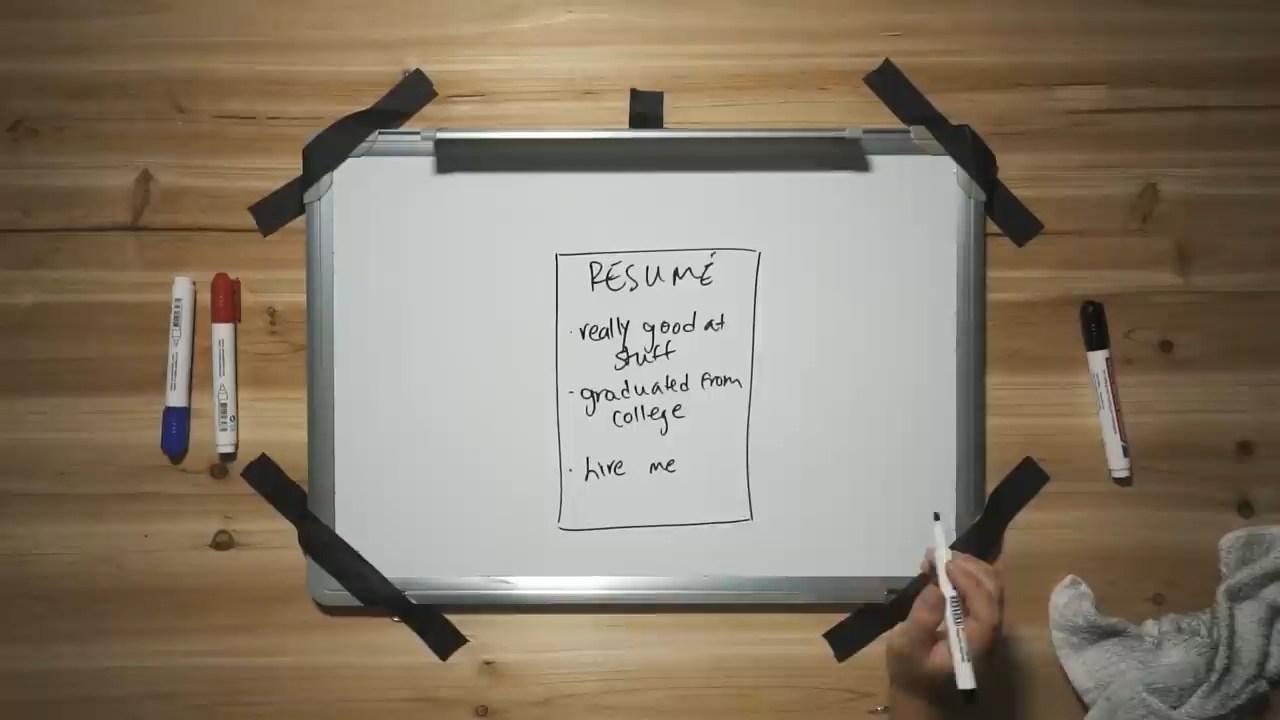 RESUMÉ
· really good at
stuff
· graduated from
college
· hire me